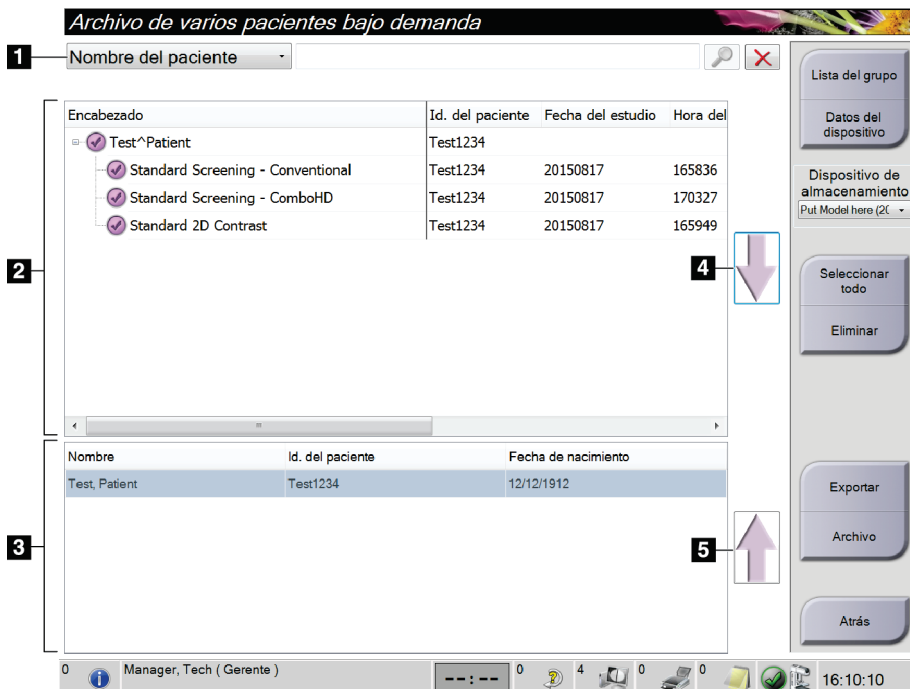 Archivo de varios pacientes bajo demanda
1
Nombre del paciente
Lista del grupo
Datos del
dispositivo
Dispositivo de
almacenamiento
Put Model here (20
Seleccionar
todo
Eliminar
Exportar
Archivo
Atrás
2
Encabezado Id. del paciente Fecha del estudio Hora del
Test^Patient Test1234
Standard Screening - Conventional Test1234 20150817 165836
Standard Screening - ComboHD Test1234 20150817 170327
Standard 2D Contrast Test1234 20150817 165949
4
3
Nombre Id. del paciente Fecha de nacimiento
Test, Patient Test1234 12/12/1912
5
0 Manager, Tech ( Gerente ) --:-- 0 4 0 0 16:10:10